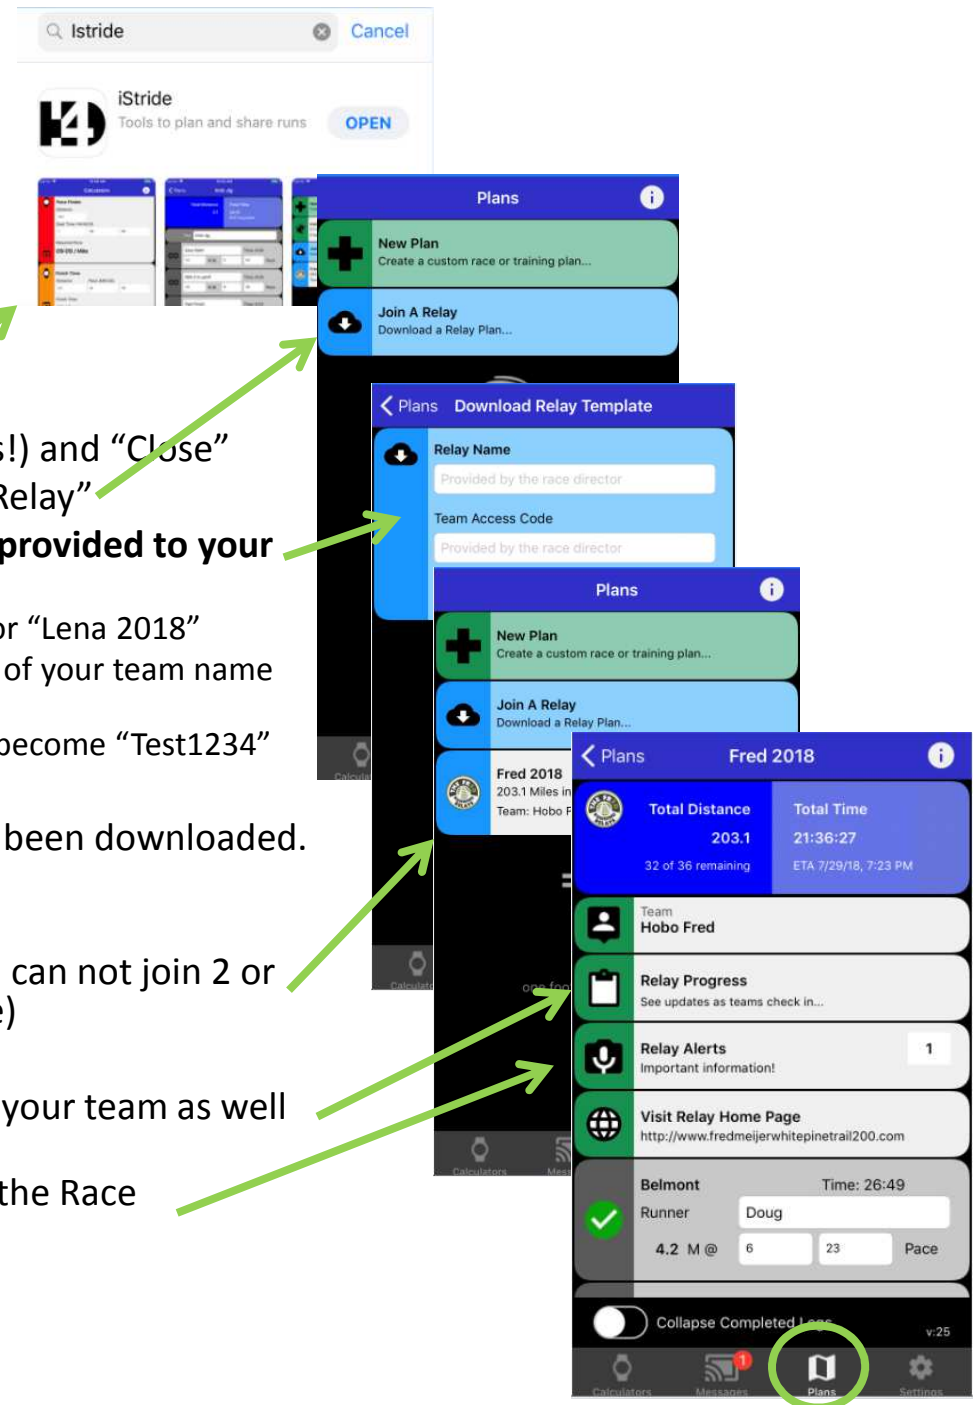 Istride
Cancel
iStride
Tools to plan and share runs
OPEN
Plans
New Plan
Create a custom race or training plan...
Join A Relay
Download a Relay Plan...
s!) and “Close”
Relay”
provided to your
or “Lena 2018”
of your team name
become “Test1234”
been downloaded.
can not join 2 or
e)
your team as well
the Race
Plans
Download Relay Template
Relay Name
Provided by the race director
Team Access Code
Provided by the race director
Plans
New Plan
Create a custom race or training plan...
Join A Relay
Download a Relay Plan...
Fred 2018
203.1 Miles in
Team: Hobo F
one foo
Calculators
Plans
Fred 2018
Total Distance
Total Time
203.1
21:36:27
32 of 36 remaining
ETA 7/29/18, 7:23 PM
Team
Hobo Fred
Relay Progress
See updates as teams check in...
Relay Alerts
1
Important information!
Visit Relay Home Page
http://www.fredmeijerwhitepinetrail200.com
Belmont
Time: 26:49
Runner
Doug
4.2 M @ 6 23 Pace
Collapse Completed Legs
v:25
1
Calculators
Messages
Plans
Settings